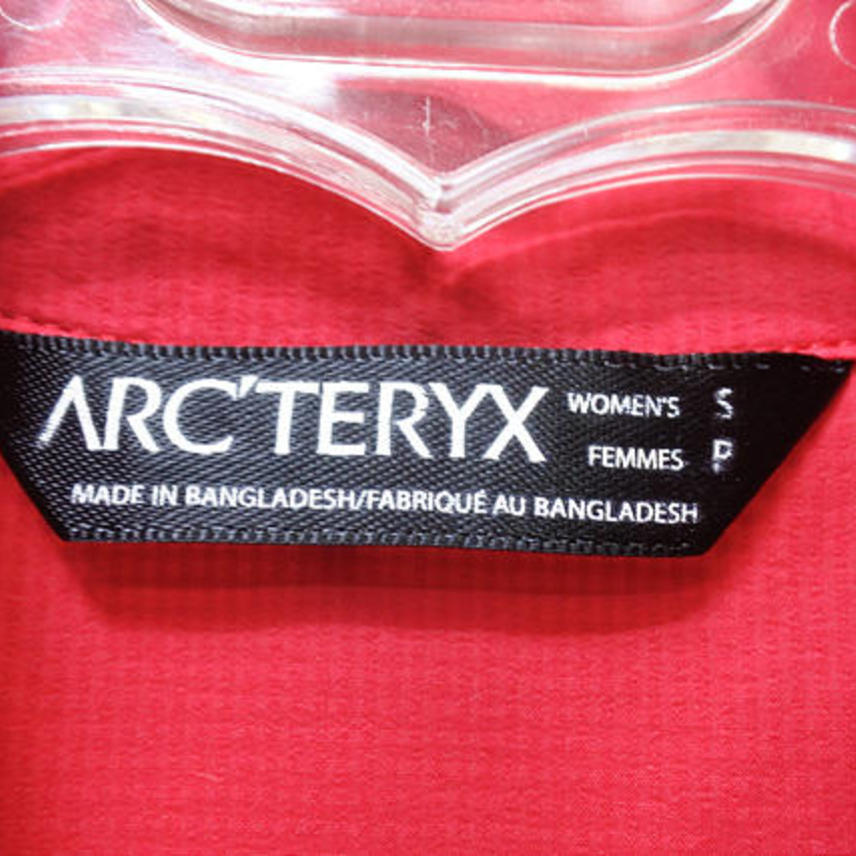 ARC'TERYX WOMEN'S S
FEMMES P
MADE IN BANGLADESH/FABRIQUÉ AU BANGLADESH